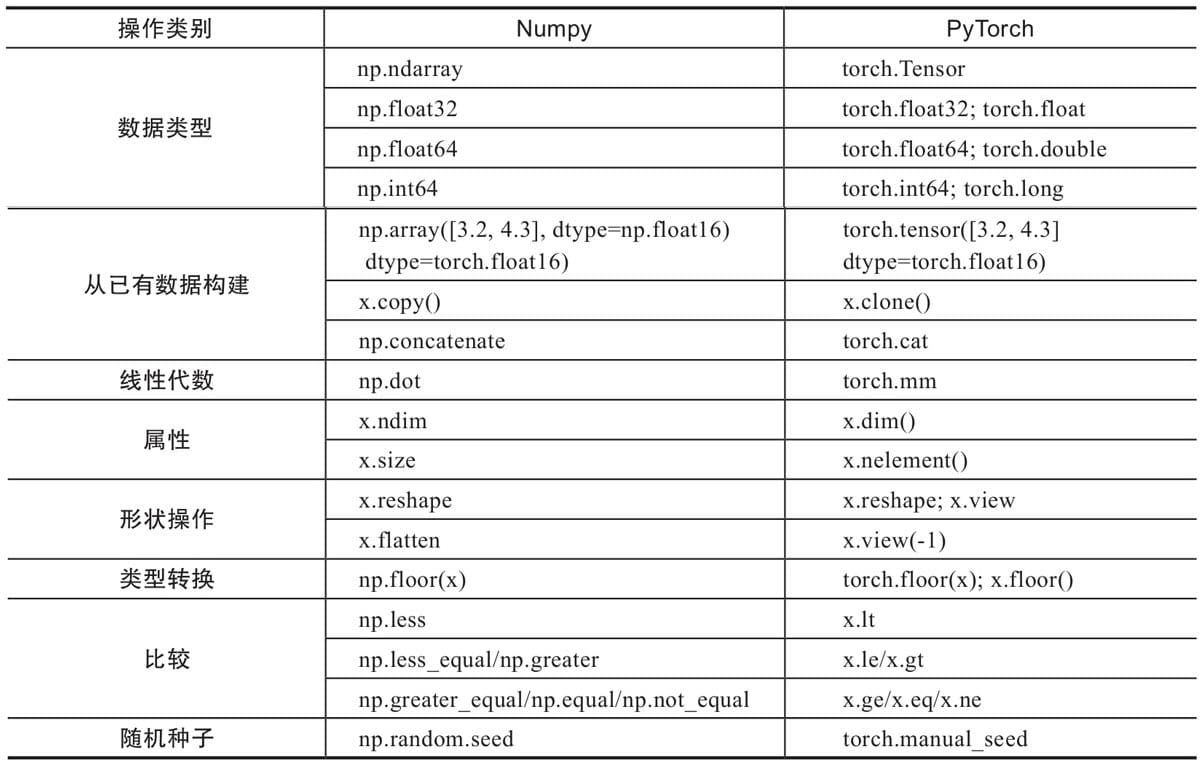 操作类别 Numpy PyTorch
数据类型 np.ndarray torch.Tensor
np.float32 torch.float32; torch.float
np.float64 torch.float64; torch.double
np.int64 torch.int64; torch.long
从已有数据构建 np.array([3.2, 4.3], dtype=np.float16) torch.tensor([3.2, 4.3]
dtype=torch.float16) dtype=torch.float16)
x.copy() x.clone()
np.concatenate torch.cat
线性代数 np.dot torch.mm
属性 x.ndim x.dim()
x.size x.nelement()
形状操作 x.reshape x.reshape; x.view
x.flatten x.view(-1)
类型转换 np.floor(x) torch.floor(x); x.floor()
比较 np.less x.lt
np.less_equal/np.greater x.le/x.gt
np.greater_equal/np.equal/np.not_equal x.ge/x.eq/x.ne
随机种子 np.random.seed torch.manual_seed